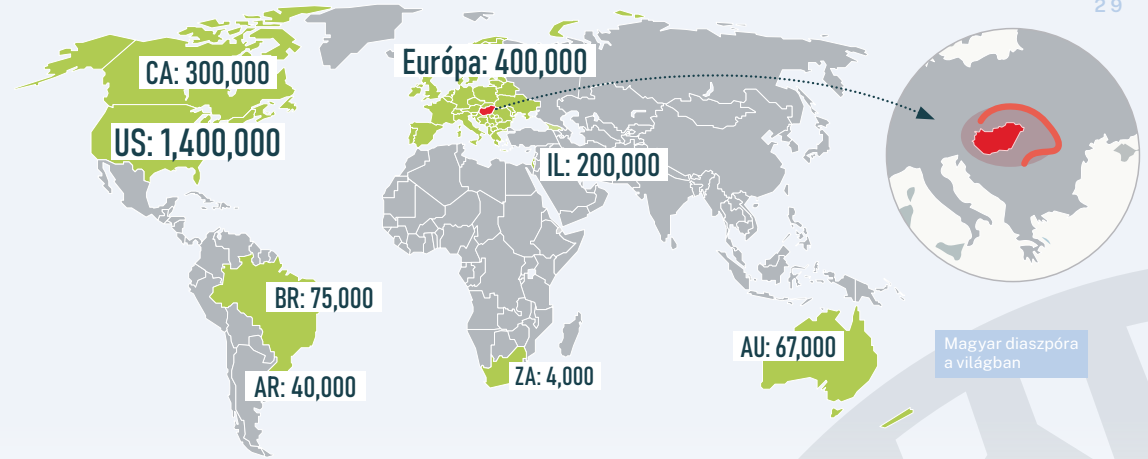 29
CA: 300,000
Európa: 400,000
US: 1,400,000
IL: 200,000
BR: 75,000
AU: 67,000
Magyar diaszpóra
a világban
AR: 40,000
ZA: 4,000